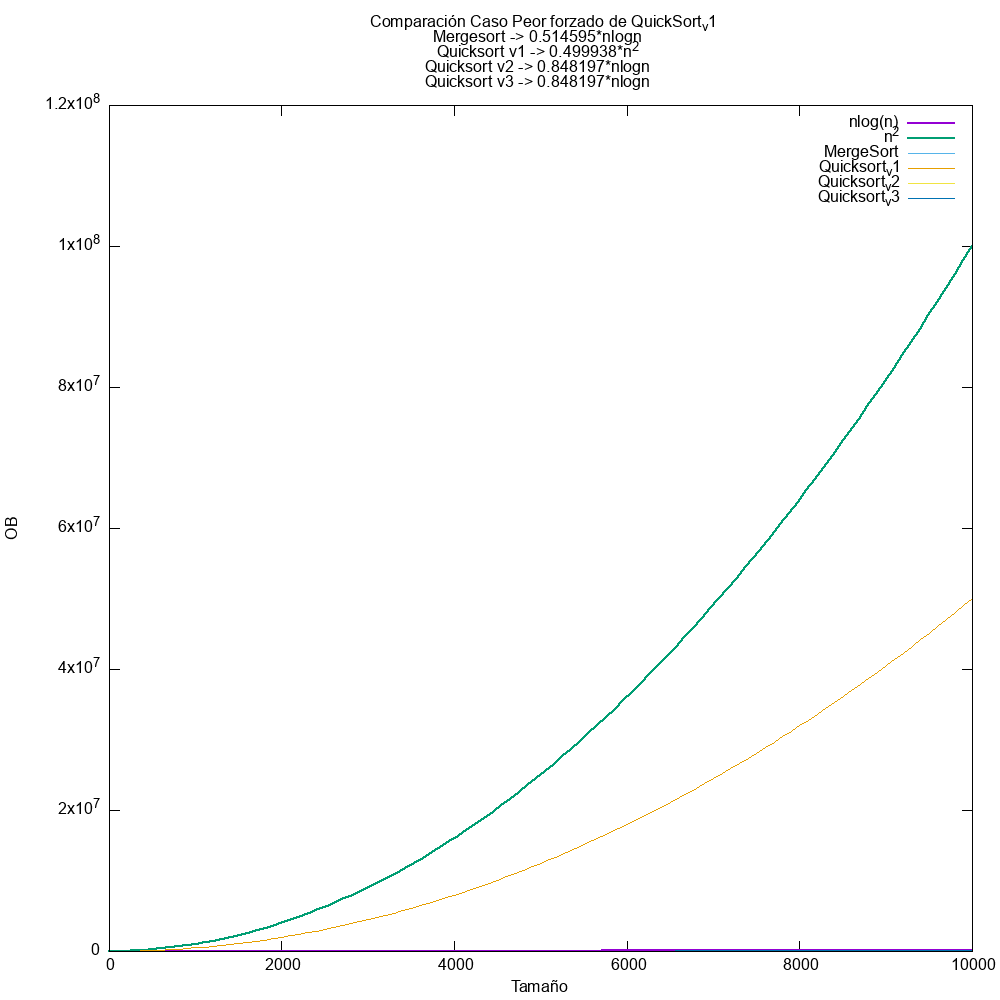 Comparación Caso Peor forzado de QuickSortᵥ1
Mergesort -> 0.514595*nlogn
Quicksort v1 -> 0.499938*n²
Quicksort v2 -> 0.848197*nlogn
Quicksort v3 -> 0.848197*nlogn
1.2x10⁸
1x10⁸
8x10⁷
6x10⁷
4x10⁷
2x10⁷
0
OB
nlog(n)
n²
MergeSort
Quicksortᵥ1
Quicksortᵥ2
Quicksortᵥ3
0 2000 4000 6000 8000 10000
Tamaño